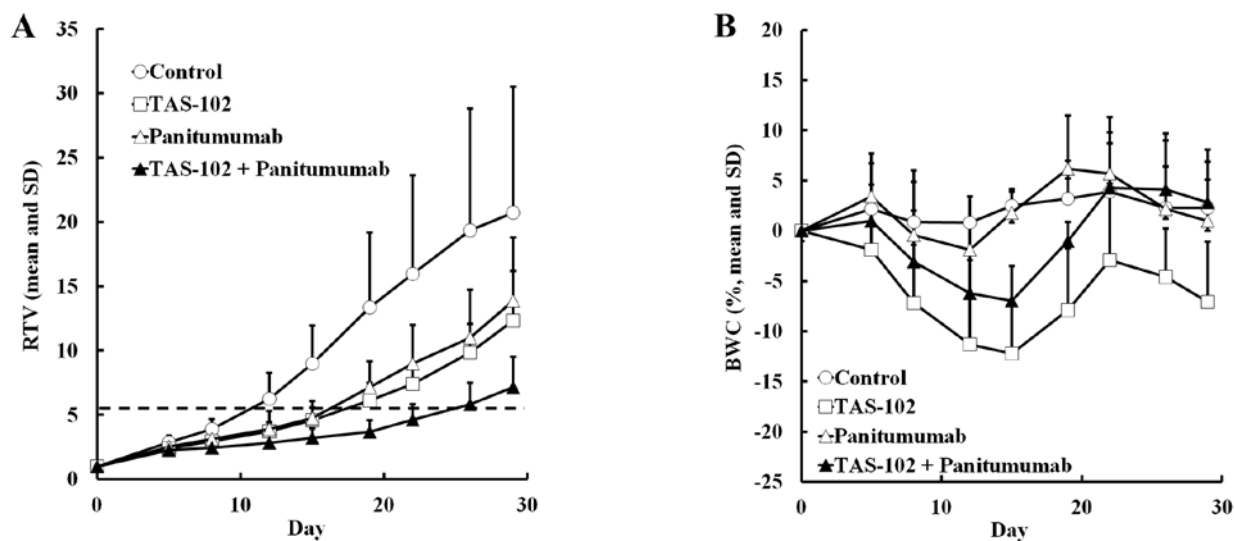 A
RTV (mean and SD)
35
30
25
20
15
10
5
0
Control
TAS-102
Panitumumab
TAS-102 + Panitumumab
0
10
20
30
Day
B
BWC (%, mean and SD)
20
15
10
5
0
-5
-10
-15
-20
-25
Control
TAS-102
Panitumumab
TAS-102 + Panitumumab
0
10
20
30
Day